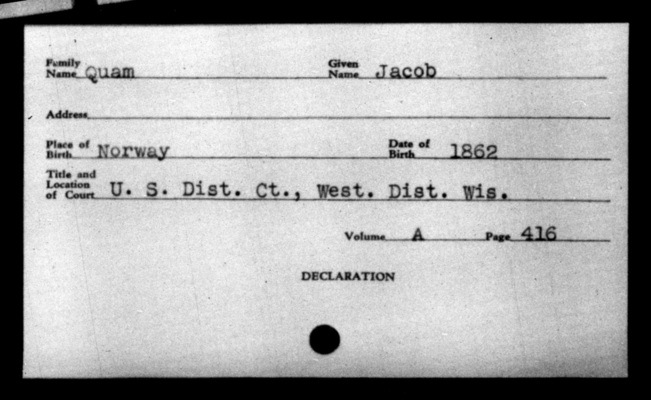 Family Name Quam Given Name Jacob
Address
Place of Birth Norway Date of Birth 1862
Title and Location of Court U. S. Dist. Ct., West. Dist. Wis.
Volume A Page 416
DECLARATION